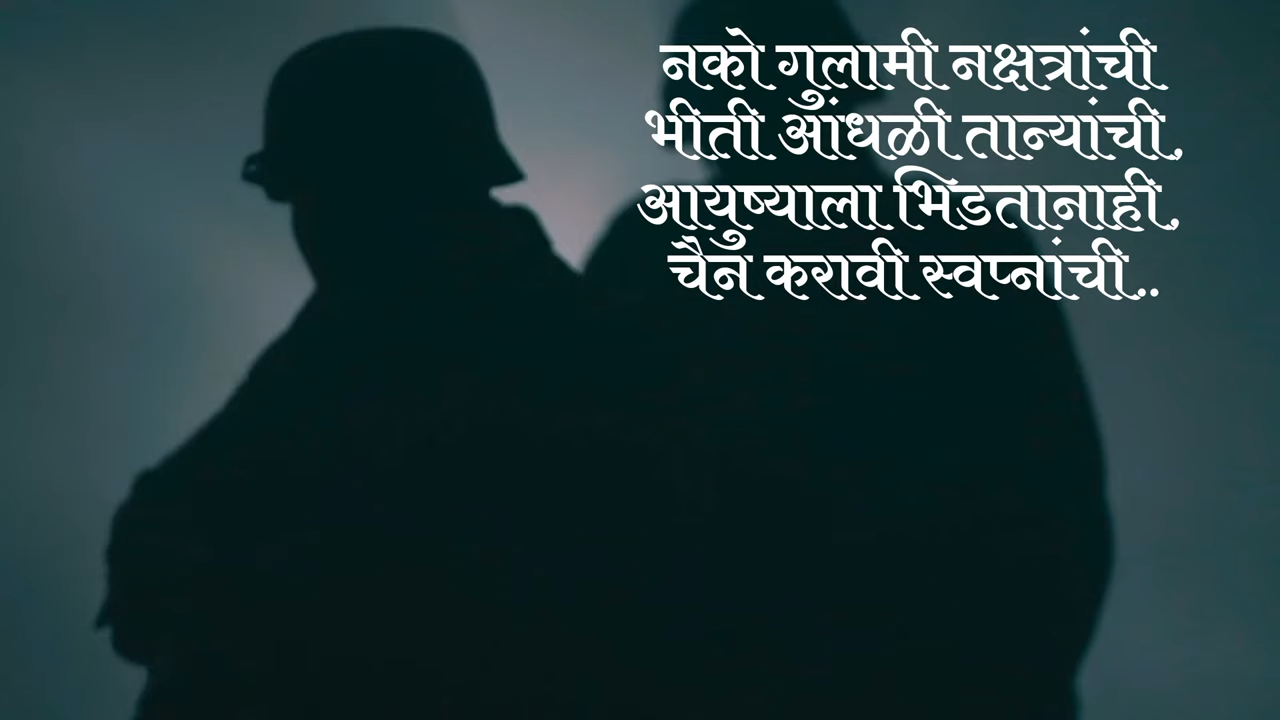 नको गुलामी नक्षत्रांची
भीती आंधळी तान्यांची,
आयुष्याला भिडतानाही,
चैन करावी स्वप्नांची..